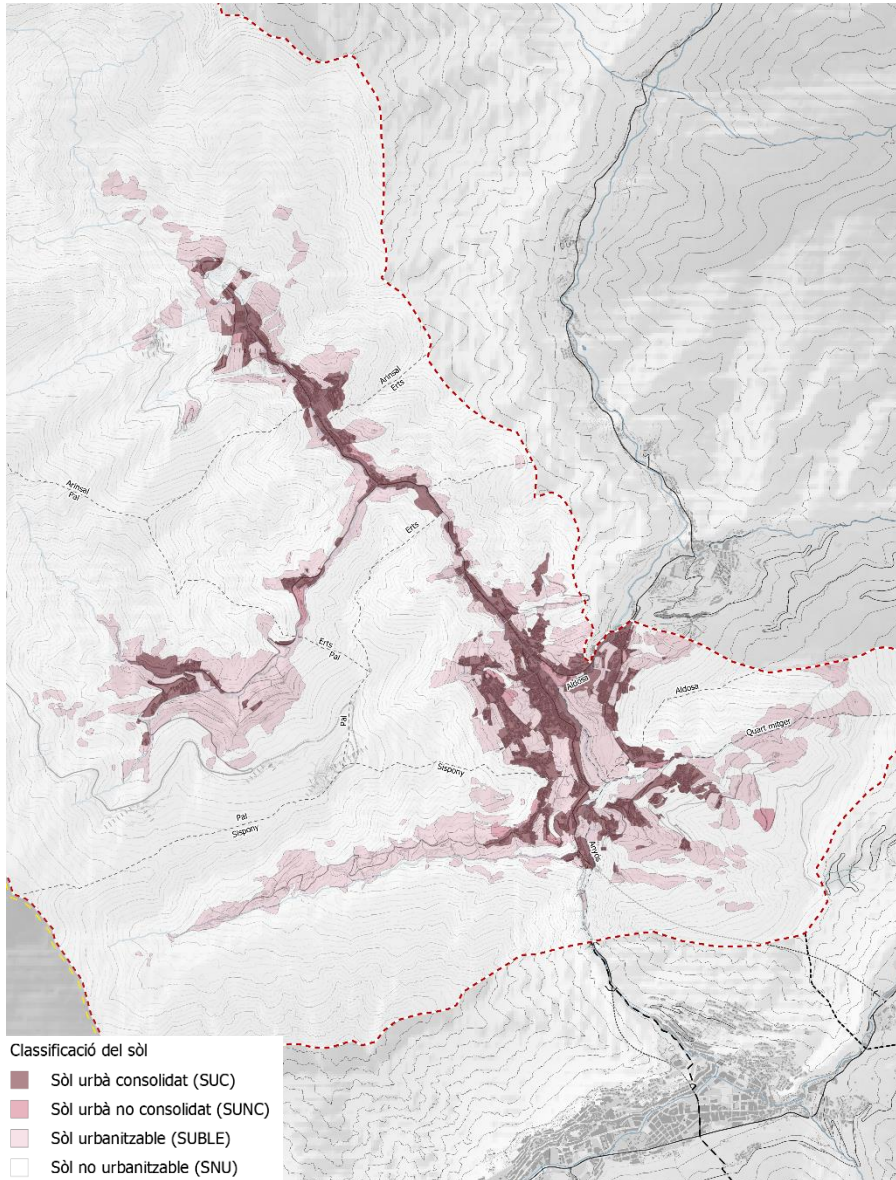 Arinsal
Erts
Arinsal
Pal
Erts
Erts
Pal
Pal
Aldosa
Aldosa
Quart mitger
Sispony
Pal
Sispony
Anyós
Classificació del sòl
Sòl urbà consolidat (SUC)
Sòl urbà no consolidat (SUNC)
Sòl urbanitzable (SUBLE)
Sòl no urbanitzable (SNU)